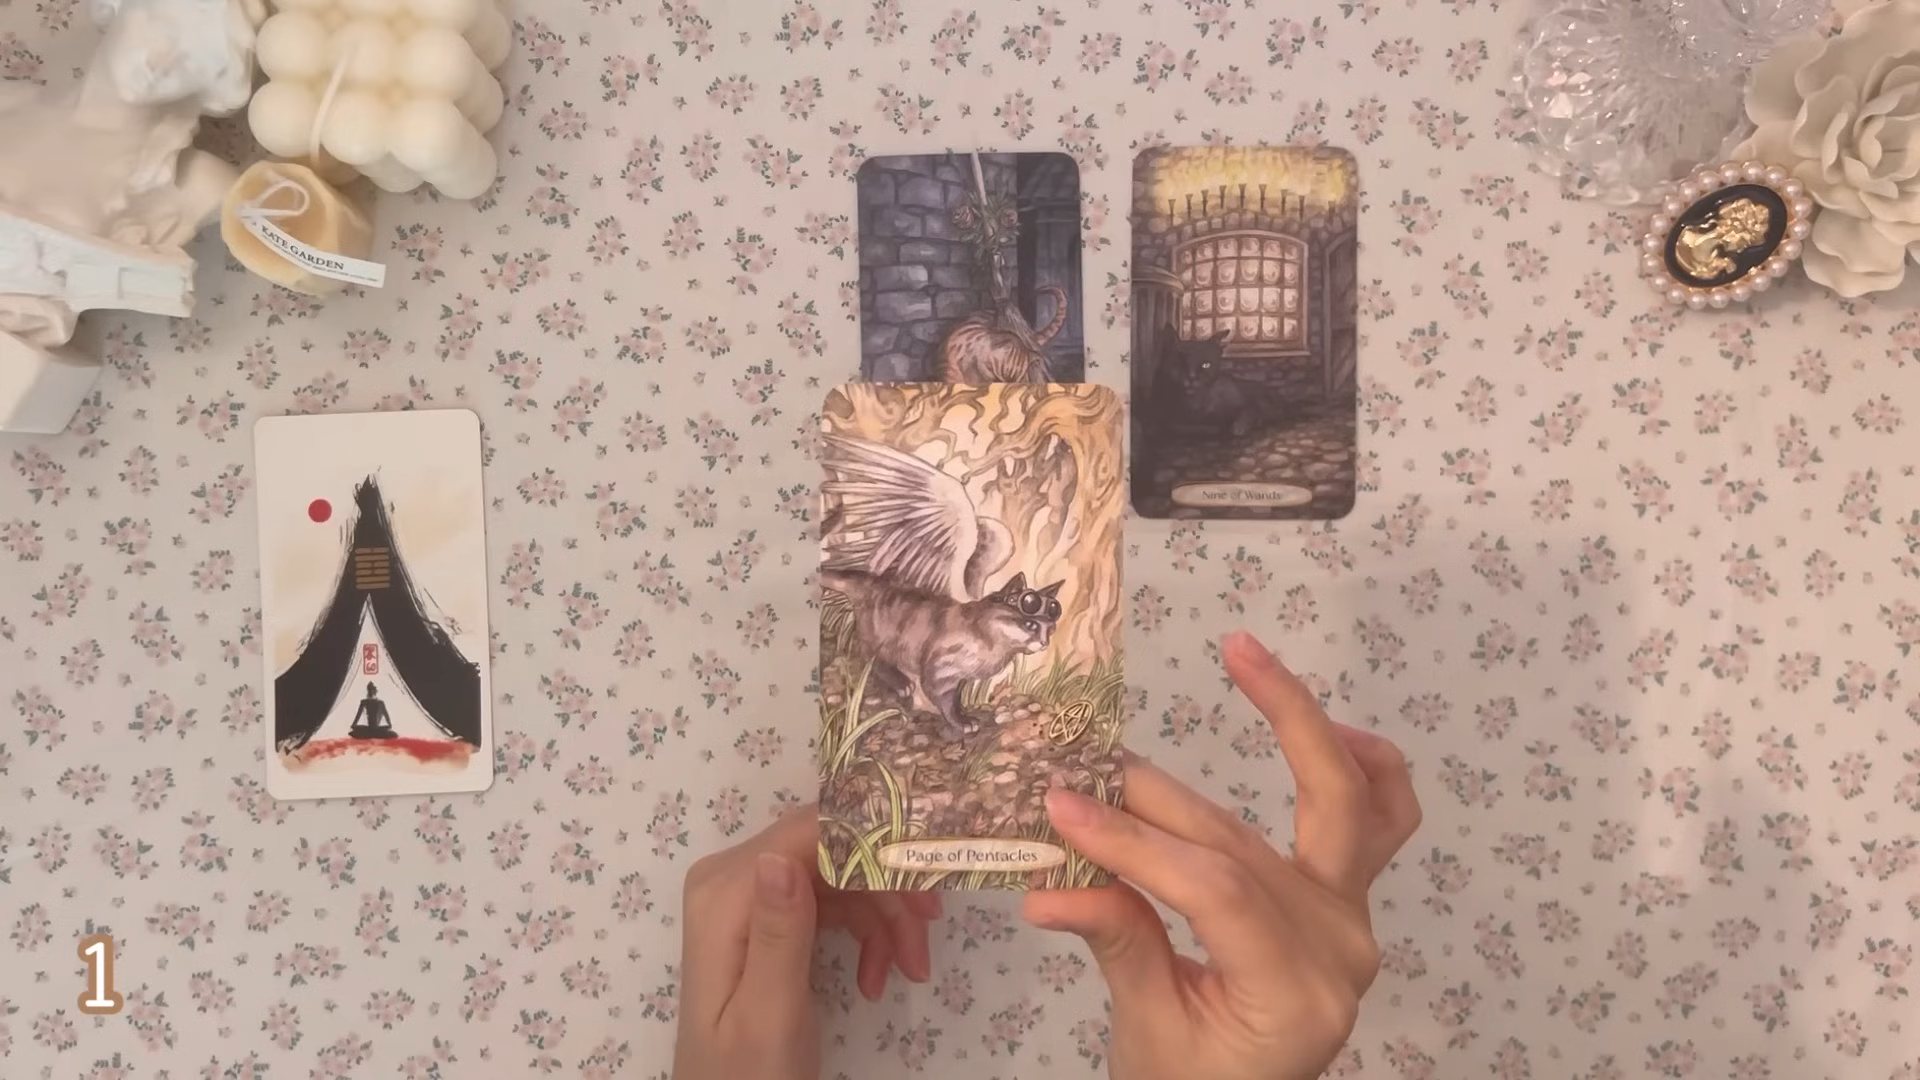 KATE GARDEN
Nine of Wands
Page of Pentacles
1